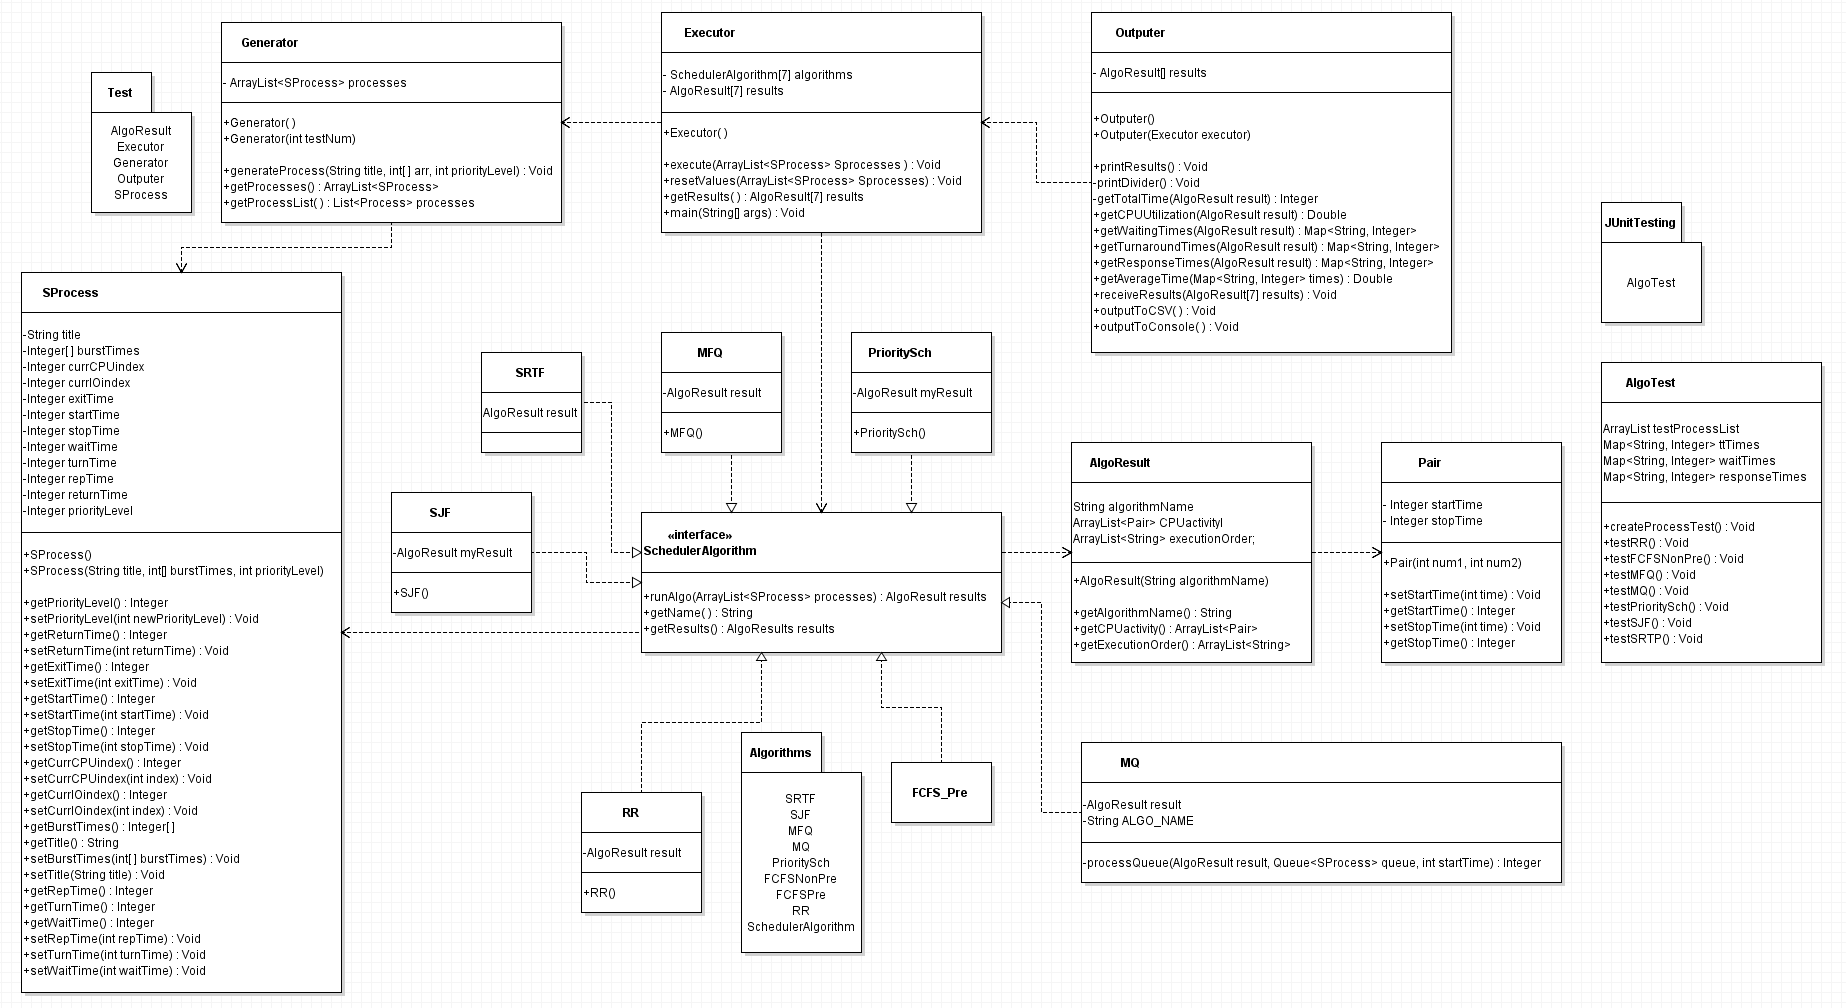 Test
AlgoResult
Executor
Generator
Outputer
SProcess
Generator
- ArrayList<SProcess> processes
+Generator( )
+Generator(int testNum)
+generateProcess(String title, int[] arr, int priorityLevel) : Void
+getProcesses() : ArrayList<SProcess>
+getProcessList( ) : List<Process> processes
Executor
- SchedulerAlgorithm[7] algorithms
- AlgoResult[7] results
+Executor( )
+execute(ArrayList<SProcess> Sprocesses ) : Void
+resetValues(ArrayList<SProcess> Sprocesses) : Void
+getResults( ) : AlgoResult[7] results
+main(String[] args) : Void
Outputer
- AlgoResult[] results
+Outputer()
+Outputer(Executor executor)
+printResults() : Void
-printDivider() : Void
-getTotalTime(AlgoResult result) : Integer
+getCPUUtilization(AlgoResult result) : Double
+getWaitingTimes(AlgoResult result) : Map<String, Integer>
+getTurnaroundTimes(AlgoResult result) : Map<String, Integer>
+getResponseTimes(AlgoResult result) : Map<String, Integer>
+getAverageTime(Map<String, Integer> times) : Double
+receiveResults(AlgoResult[7] results) : Void
+outputToCSV( ) : Void
+outputToConsole( ) : Void
JUnitTesting
AlgoTest
SProcess
-String title
-Integer[ ] burstTimes
-Integer currCPUindex
-Integer currIOindex
-Integer exitTime
-Integer startTime
-Integer stopTime
-Integer waitTime
-Integer turnTime
-Integer repTime
-Integer returnTime
-Integer priorityLevel
+SProcess()
+SProcess(String title, int[] burstTimes, int priorityLevel)
+getPriorityLevel() : Integer
+setPriorityLevel(int newPriorityLevel) : Void
+getReturnTime() : Integer
+setReturnTime(int returnTime) : Void
+getExitTime() : Integer
+setExitTime(int exitTime) : Void
+getStartTime() : Integer
+setStartTime(int startTime) : Void
+getStopTime() : Integer
+setStopTime(int stopTime) : Void
+getCurrCPUindex() : Integer
+setCurrCPUindex(int index) : Void
+getCurrIOindex() : Integer
+setCurrIOindex(int index) : Void
+getBurstTimes() : Integer[ ]
+getTitle() : String
+setBurstTimes(int[ ] burstTimes) : Void
+setTitle(String title) : Void
+getRepTime() : Integer
+getTurnTime() : Integer
+getWaitTime() : Integer
+setRepTime(int repTime) : Void
+setTurnTime(int turnTime) : Void
+setWaitTime(int waitTime) : Void
SRTF
AlgoResult result
MFQ
-AlgoResult result
+MFQ()
PrioritySch
-AlgoResult myResult
+PrioritySch()
SJF
-AlgoResult myResult
+SJF()
«interface»
SchedulerAlgorithm
+runAlgo(ArrayList<SProcess> processes) : AlgoResult results
+getName( ) : String
+getResults() : AlgoResults results
AlgoResult
String algorithmName
ArrayList<Pair> CPUactivityl
ArrayList<String> executionOrder;
+AlgoResult(String algorithmName)
+getAlgorithmName() : String
+getCPUactivity() : ArrayList<Pair>
+getExecutionOrder() : ArrayList<String>
Pair
- Integer startTime
- Integer stopTime
+Pair(int num1, int num2)
+setStartTime(int time) : Void
+getStartTime() : Integer
+setStopTime(int time) : Void
+getStopTime() : Integer
AlgoTest
ArrayList testProcessList
Map<String, Integer> ttTimes
Map<String, Integer> waitTimes
Map<String, Integer> responseTimes
+createProcessTest() : Void
+testRR() : Void
+testFCFSNonPre() : Void
+testMFQ() : Void
+testMQ() : Void
+testPrioritySch() : Void
+testSJF() : Void
+testSRTP() : Void
RR
-AlgoResult result
+RR()
Algorithms
SRTF
SJF
MFQ
MQ
PrioritySch
FCFSNonPre
FCFSPre
RR
SchedulerAlgorithm
FCFS_Pre
MQ
-AlgoResult result
-String ALGO_NAME
-processQueue(AlgoResult result, Queue<SProcess> queue, int startTime) : Integer